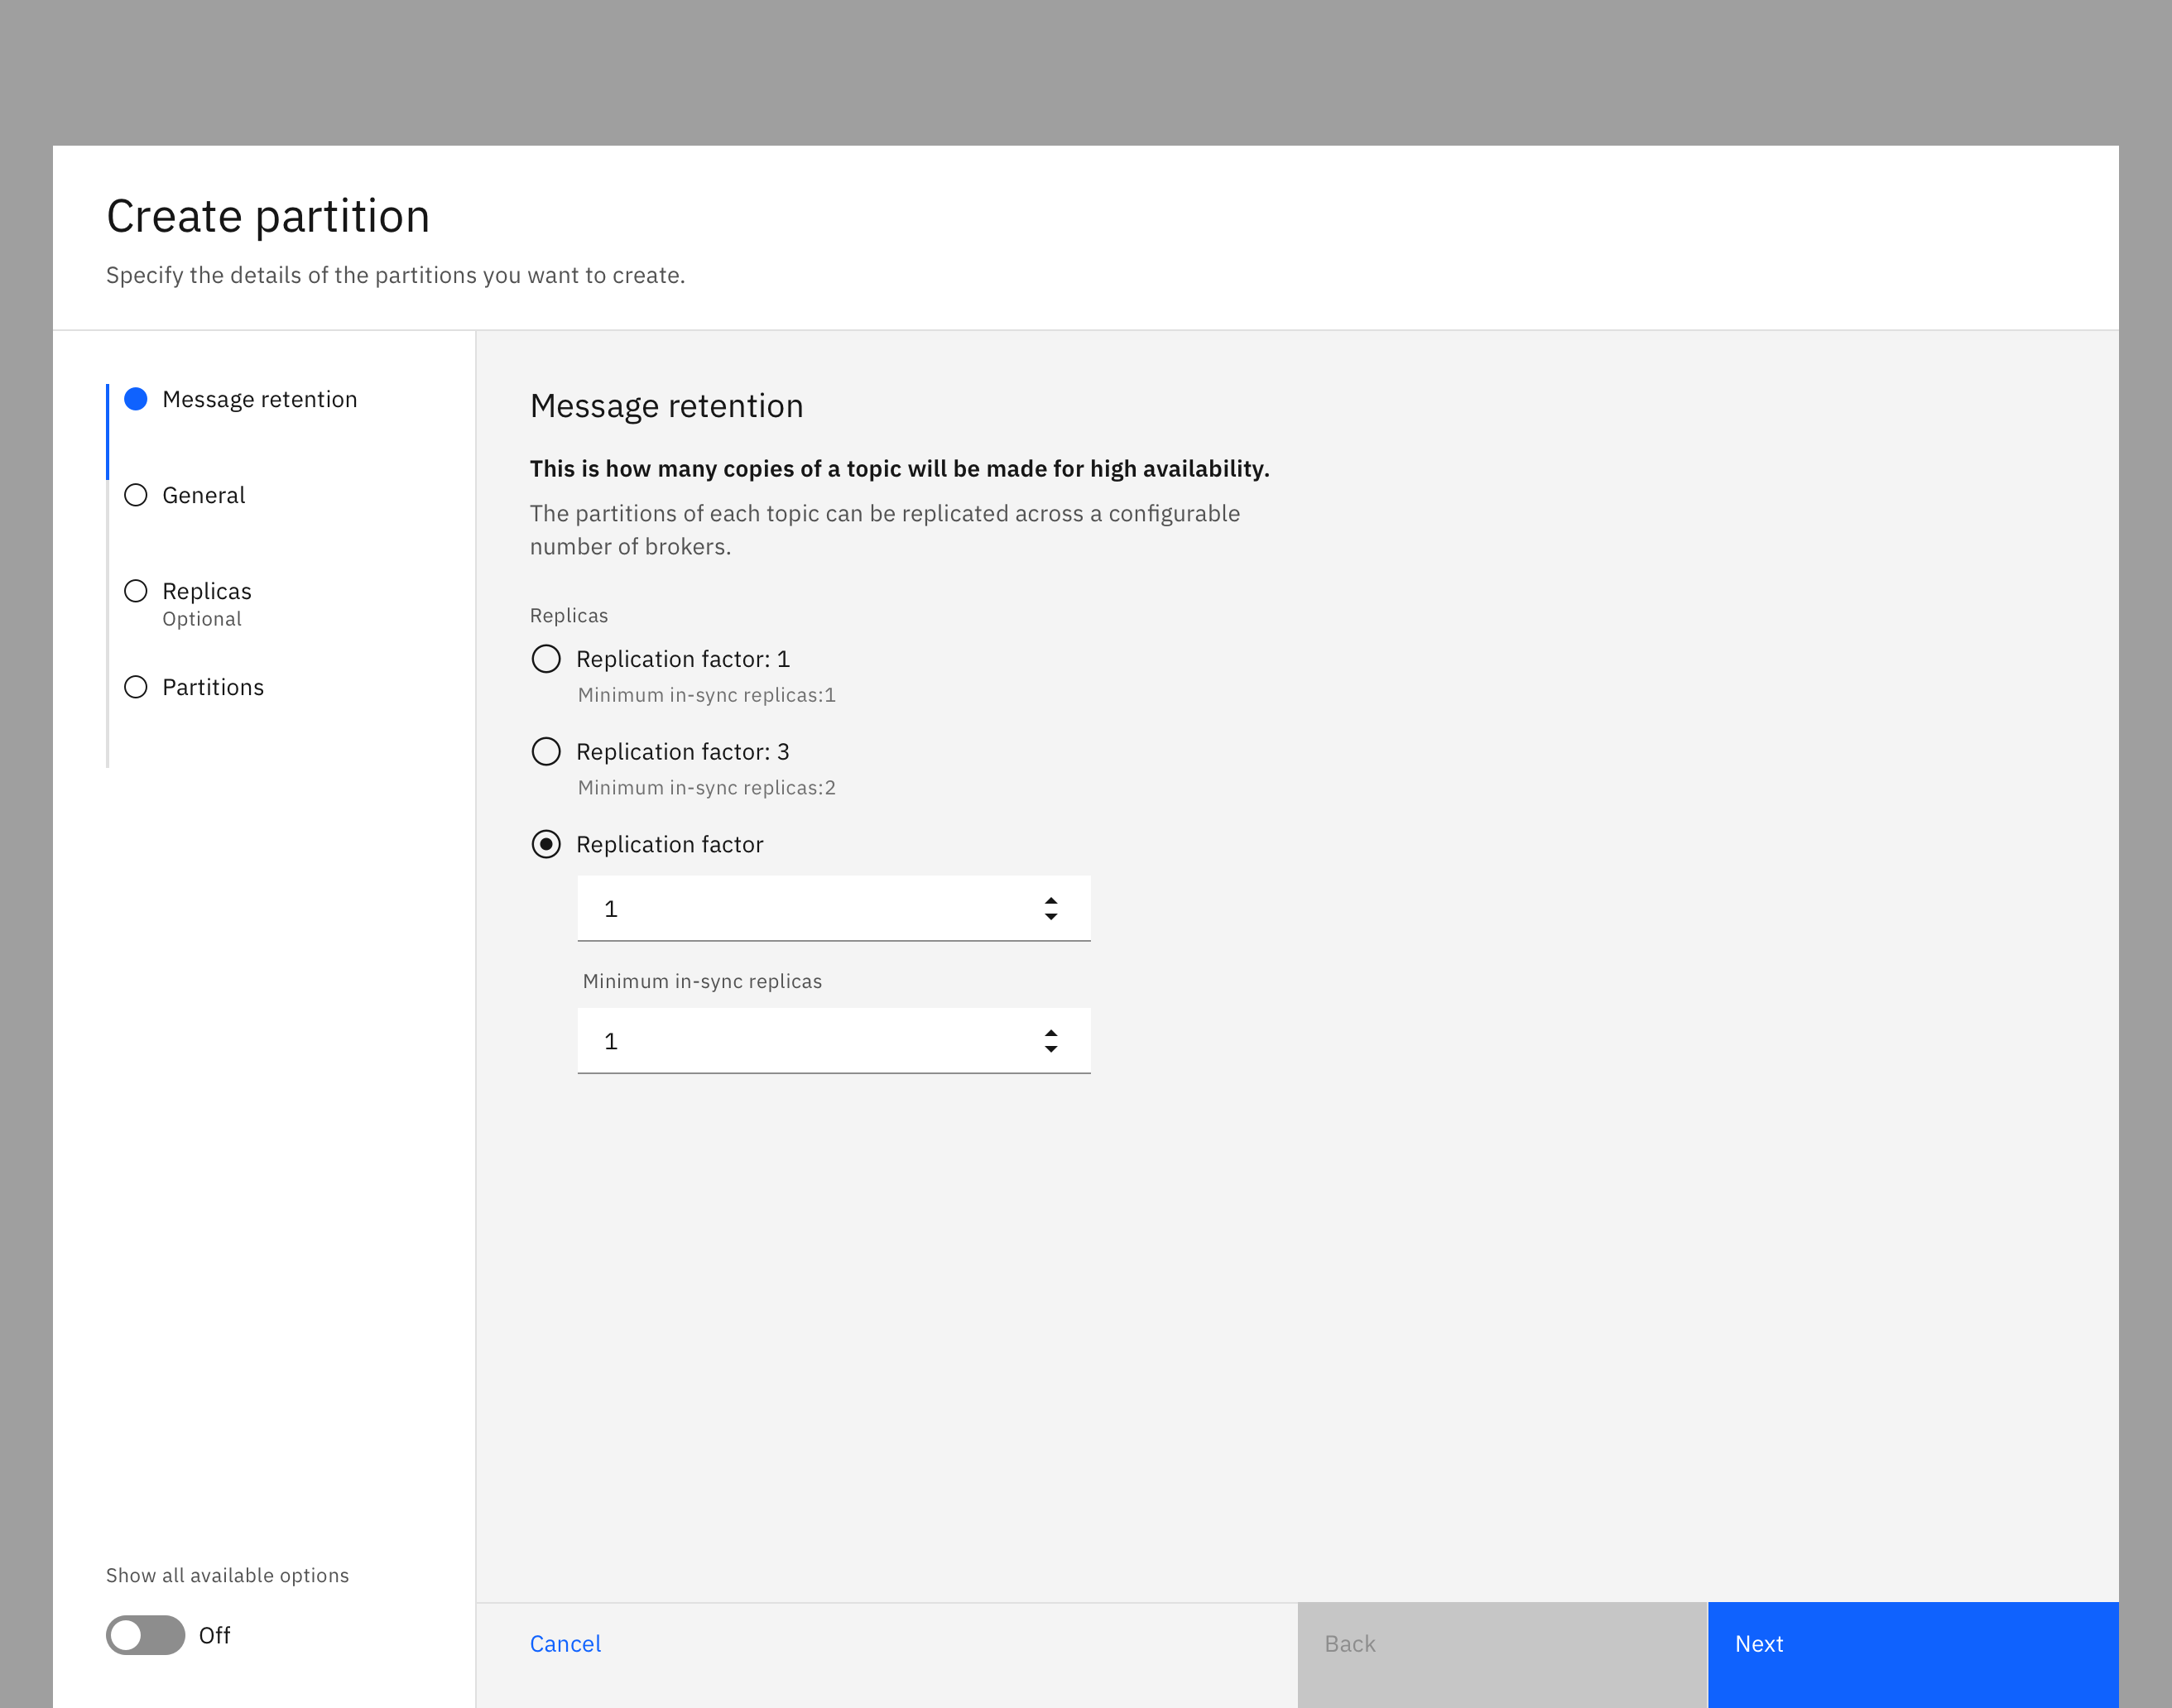 Create partition
Specify the details of the partitions you want to create.
Message retention
General
Replicas
Optional
Partitions
Show all available options
Off
Message retention
This is how many copies of a topic will be made for high availability.
The partitions of each topic can be replicated across a configurable
number of brokers.
Replicas
Replication factor: 1
Minimum in-sync replicas:1
Replication factor: 3
Minimum in-sync replicas:2
Replication factor
1
Minimum in-sync replicas
1
Cancel
Back
Next